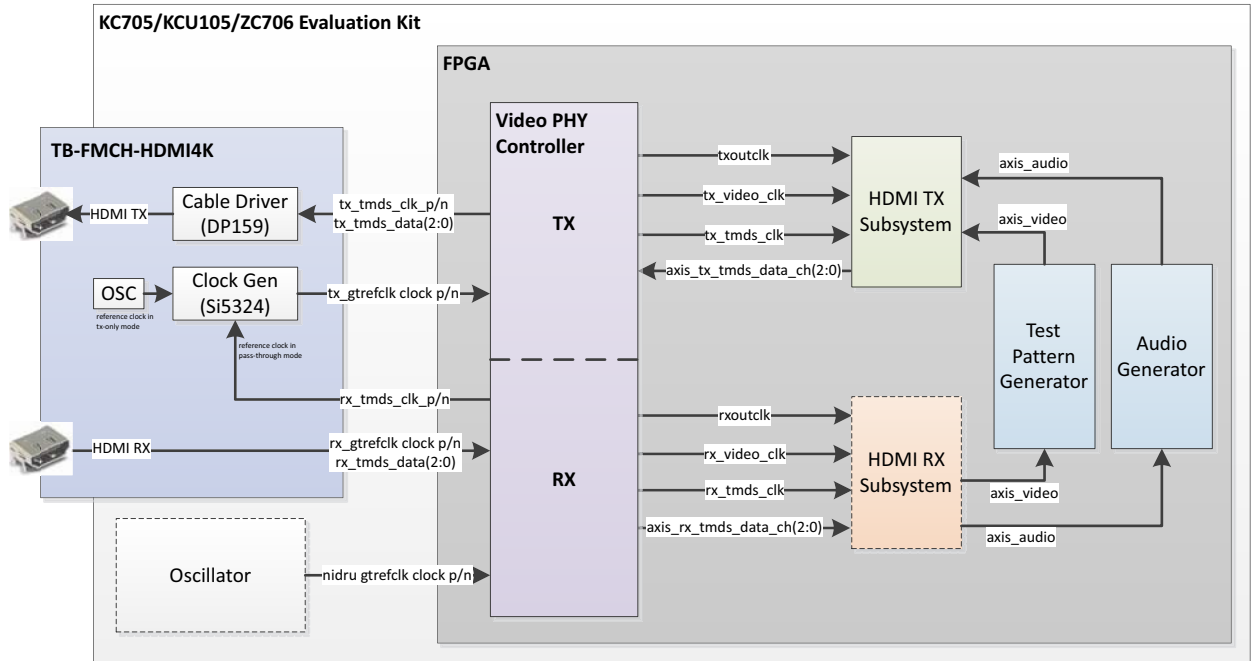 KC705/KCU105/ZC706 Evaluation Kit
FPGA
TB-FMCH-HDMI4K
Video PHY
Controller
TX
RX
HDMI TX
Cable Driver
(DP159)
tx_tmds_clk_p/n
tx_tmds_data(2:0)
OSC
reference clock in
tx-only mode
Clock Gen
(Si5324)
tx_gtrefclk clock p/n
reference clock in
pass-through mode
rx_tmds_clk_p/n
HDMI RX
rx_gtrefclk clock p/n
rx_tmds_data(2:0)
Oscillator
nidru gtrefclk clock p/n
txoutclk
tx_video_clk
tx_tmds_clk
axis_tx_tmds_data_ch(2:0)
HDMI TX
Subsystem
axis_audio
axis_video
Test
Pattern
Generator
Audio
Generator
rxoutclk
rx_video_clk
rx_tmds_clk
axis_rx_tmds_data_ch(2:0)
HDMI RX
Subsystem
axis_video
axis_audio